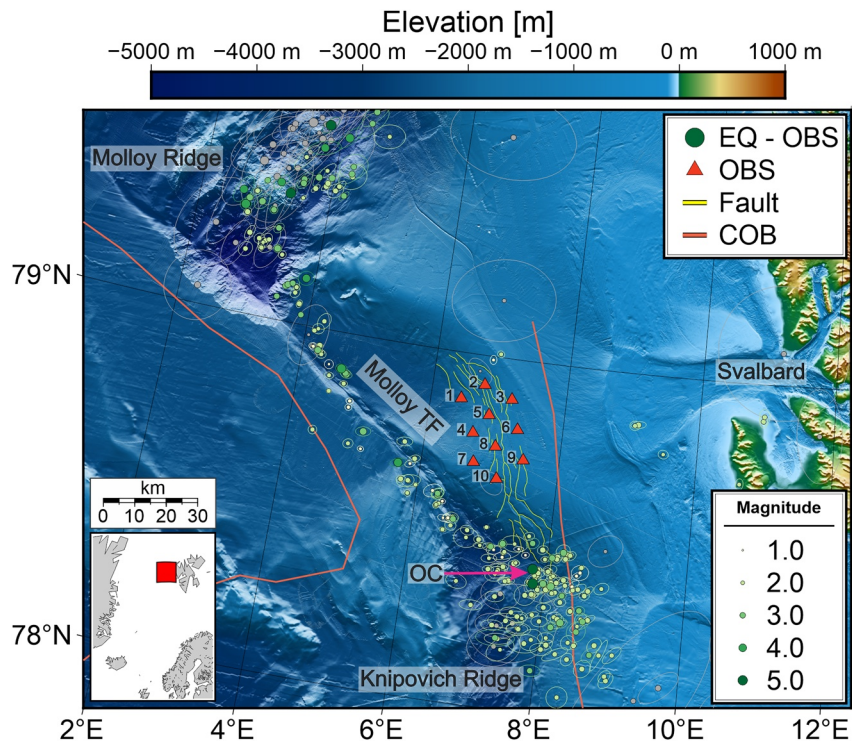 Elevation [m]
−5000 m −4000 m −3000 m −2000 m −1000 m 0 m 1000 m
Molloy Ridge
EQ - OBS
OBS
Fault
COB
79°N
Svalbard
Molloy TF
1
2
3
4
5
6
7
8
9
10
km
0 10 20 30
Magnitude
1.0
2.0
3.0
4.0
5.0
OC
78°N
Knipovich Ridge
2°E 4°E 6°E 8°E 10°E 12°E